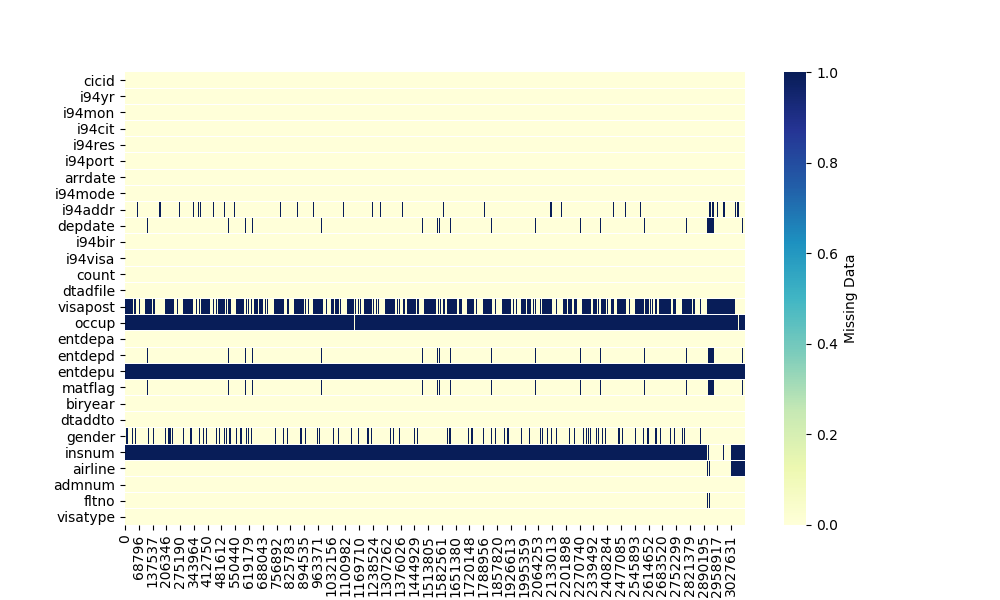 cicid
i94yr
i94mon
i94cit
i94res
i94port
arrdate
i94mode
i94addr
depdate
i94bir
i94visa
count
dtadfile
visapost
occup
entdepa
entdepd
entdepu
matflag
biryear
dtaddto
gender
insnum
airline
admnum
fltno
visatype
0
68796
137537
206346
275190
343964
412750
481612
550440
619179
688043
756892
825783
894535
963371
1032156
1100982
1169710
1238524
1307262
1376026
1444929
1513805
1582561
1651380
1720148
1788956
1857820
1926613
1995359
2064253
2133013
2201898
2270740
2339492
2408284
2477085
2545893
2614652
2683520
2752299
2821379
2890195
2958917
3027631
1.0
0.8
0.6
0.4
0.2
0.0
Missing Data